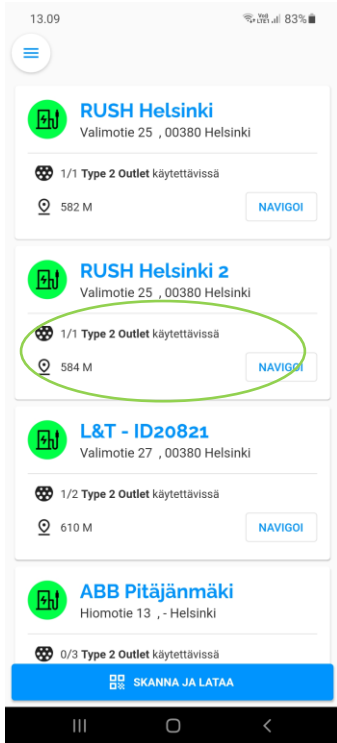 13.09
83%
RUSH Helsinki
Valimotie 25 , 00380 Helsinki
1/1 Type 2 Outlet käytettävissä
582 M
NAVIGOI
RUSH Helsinki 2
Valimotie 25 , 00380 Helsinki
1/1 Type 2 Outlet käytettävissä
584 M
NAVIGOI
L&T - ID20821
Valimotie 27 , 00380 Helsinki
1/2 Type 2 Outlet käytettävissä
610 M
NAVIGOI
ABB Pitäjänmäki
Hiomotie 13 , - Helsinki
0/3 Type 2 Outlet käytettävissä
SKANNA JA LATAA